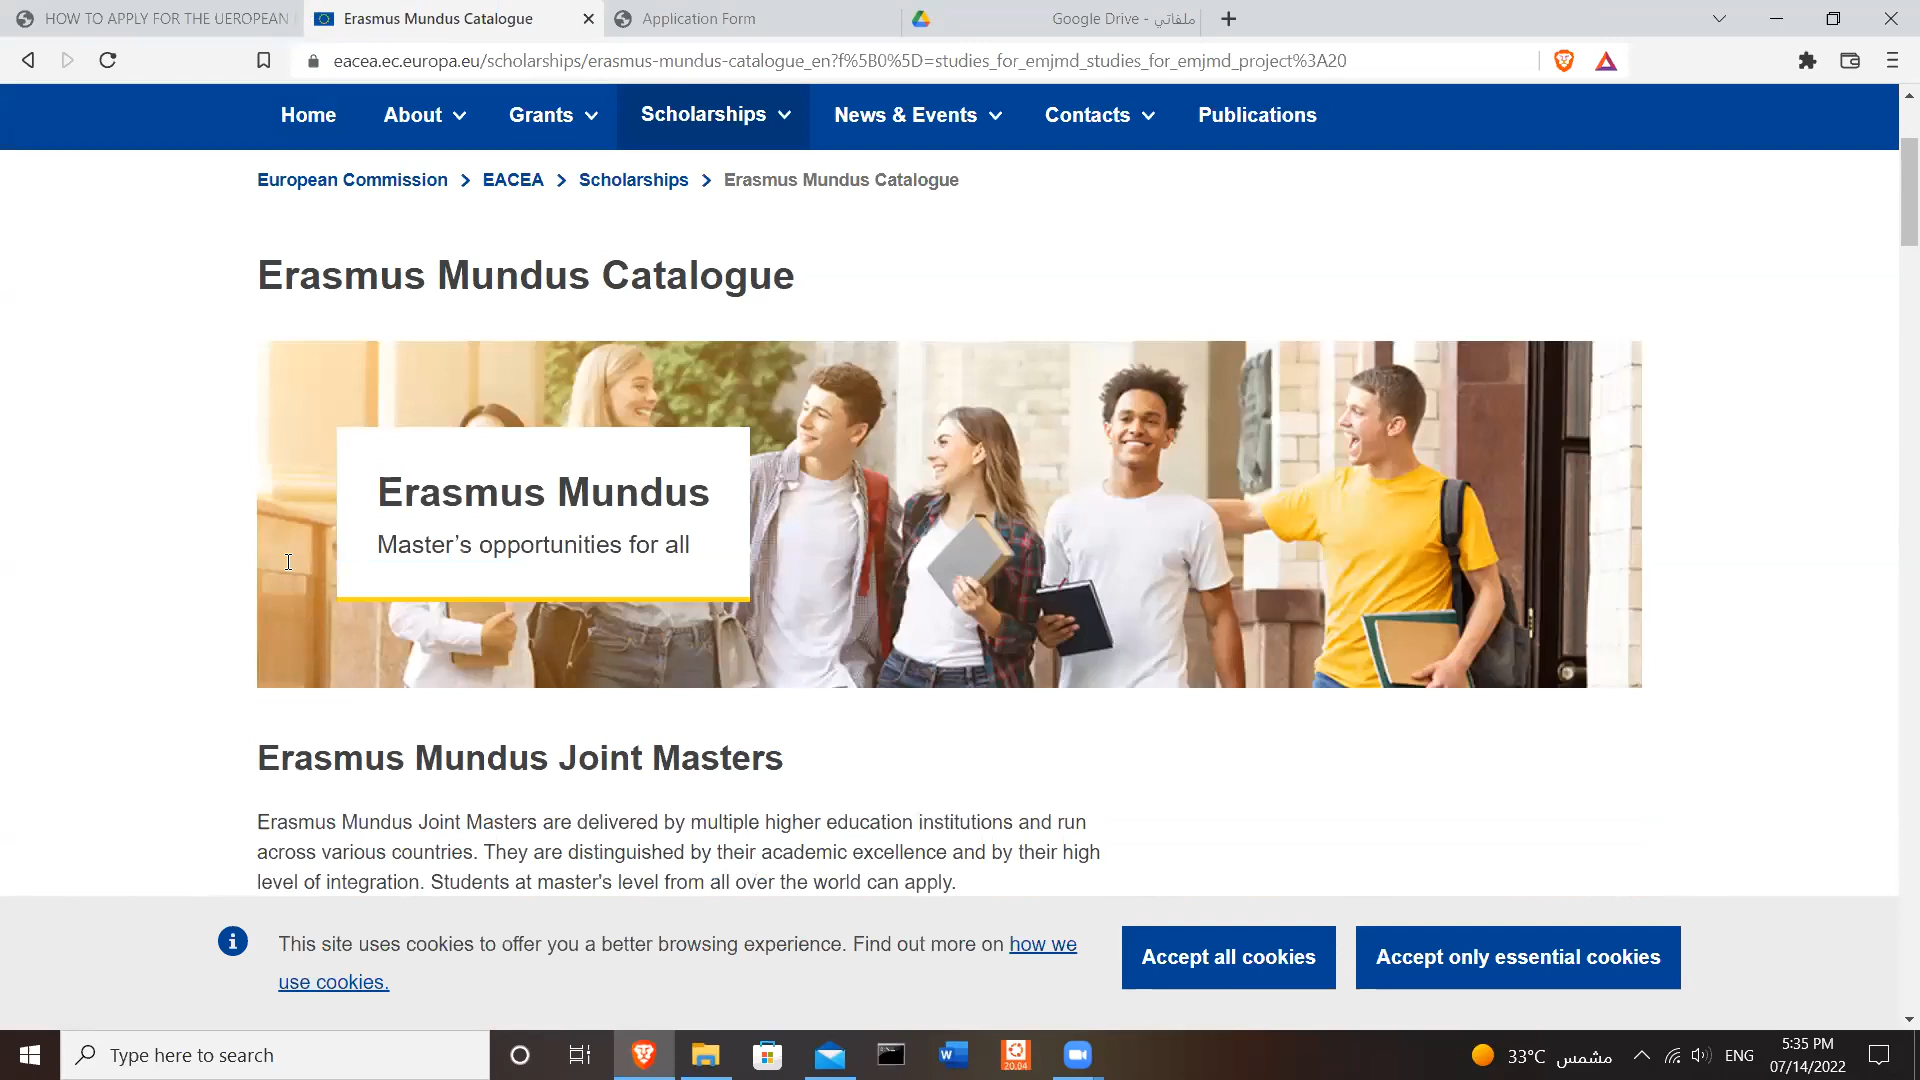 HOW TO APPLY FOR THE UEROPEAN
Erasmus Mundus Catalogue
Application Form
ملفاتي - Google Drive
eacea.ec.europa.eu/scholarships/erasmus-mundus-catalogue_en?f%5B0%5D=studies_for_emjmd_studies_for_emjmd_project%3A20
Home About Grants Scholarships News & Events Contacts Publications
European Commission > EACEA > Scholarships > Erasmus Mundus Catalogue
Erasmus Mundus Catalogue
Erasmus Mundus
Master’s opportunities for all
Erasmus Mundus Joint Masters
Erasmus Mundus Joint Masters are delivered by multiple higher education institutions and run
across various countries. They are distinguished by their academic excellence and by their high
level of integration. Students at master's level from all over the world can apply.
This site uses cookies to offer you a better browsing experience. Find out more on how we
use cookies.
Accept all cookies
Accept only essential cookies
Type here to search
W
20.04
33°C مشمس
ENG
5:35 PM
07/14/2022